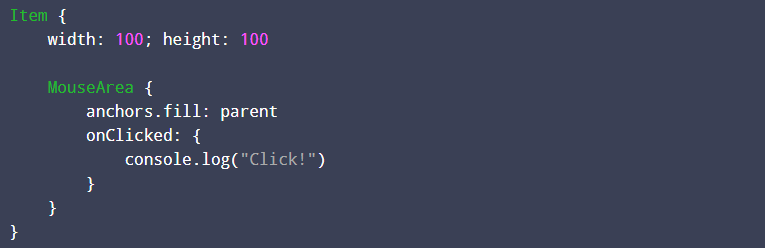 Item {
    width: 100; height: 100

    MouseArea {
        anchors.fill: parent
        onClicked: {
            console.log("Click!")
        }
    }
}